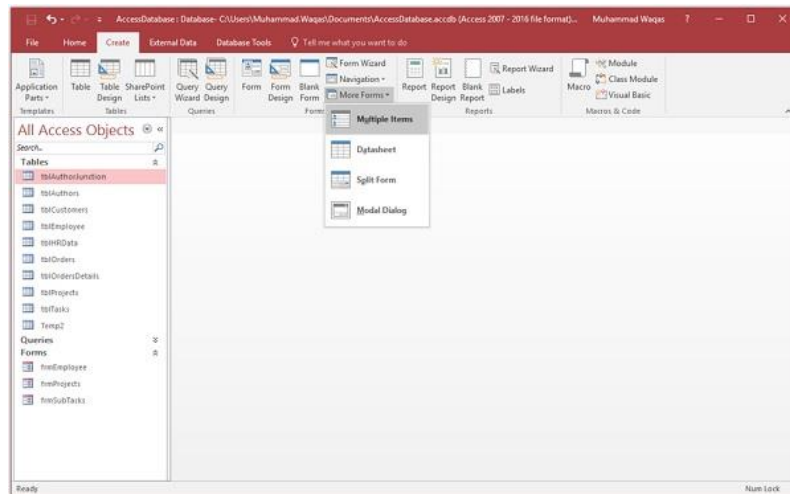 AccessDatabase : Database- C:\Users\Muhammad.Waqas\Documents\AccessDatabase.accdb (Access 2007 - 2016 file format)... Muhammad Waqas ?
File Home Create External Data Database Tools Tell me what you want to do
Application Parts Table Table Design SharePoint Lists Query Wizard Query Design Form Form Design Blank Form Form Wizard Navigation More Forms Report Report Design Blank Report Report Wizard Labels Macro Module Class Module Visual Basic
Templates Tables Queries Forms Reports Macros & Code
Multiple Items
Datasheet
Split Form
Modal Dialog
All Access Objects
Search...
Tables
tblAuthorJunction
tblAuthors
tblCustomers
tblEmployee
tblHRData
tblOrders
tblOrdersDetails
tblProjects
tblTasks
Temp2
Queries
Forms
frmEmployee
frmProjects
frmSubTasks
Ready Num Lock